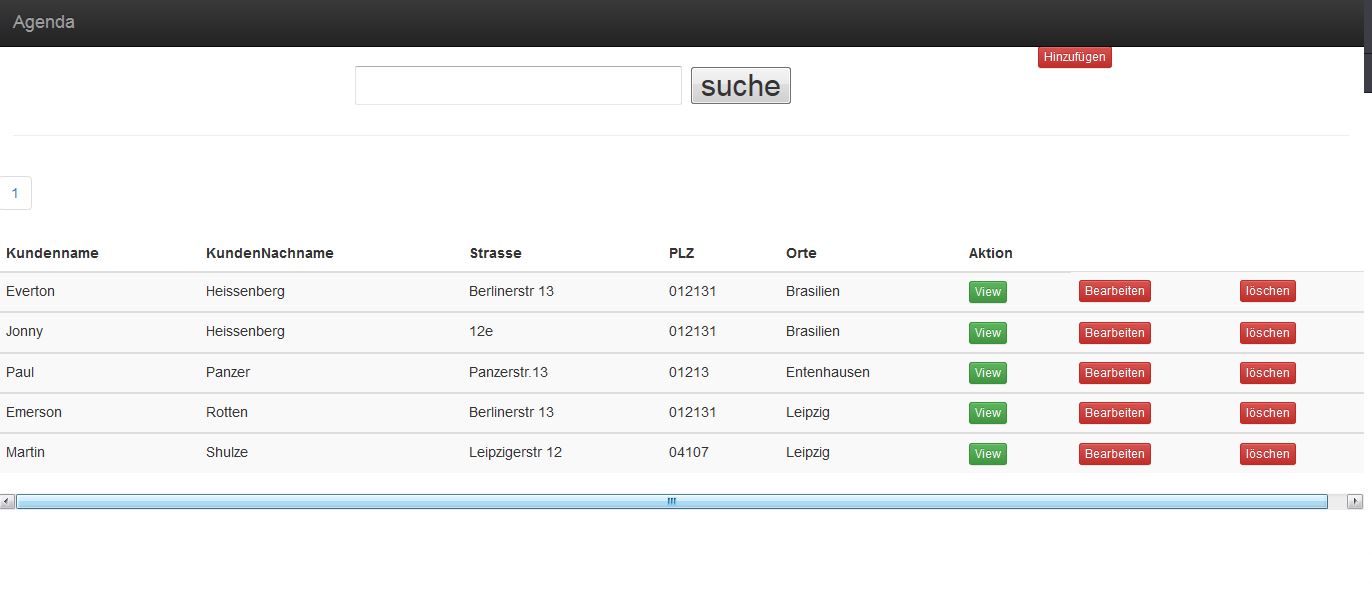 Agenda
Hinzufügen
suche
1
Kundenname KundenNachname Strasse PLZ Orte Aktion
Everton Heissenberg Berlinerstr 13 012131 Brasilien View Bearbeiten löschen
Jonny Heissenberg 12e 012131 Brasilien View Bearbeiten löschen
Paul Panzer Panzerstr.13 01213 Entenhausen View Bearbeiten löschen
Emerson Rotten Berlinerstr 13 012131 Leipzig View Bearbeiten löschen
Martin Shulze Leipzigerstr 12 04107 Leipzig View Bearbeiten löschen